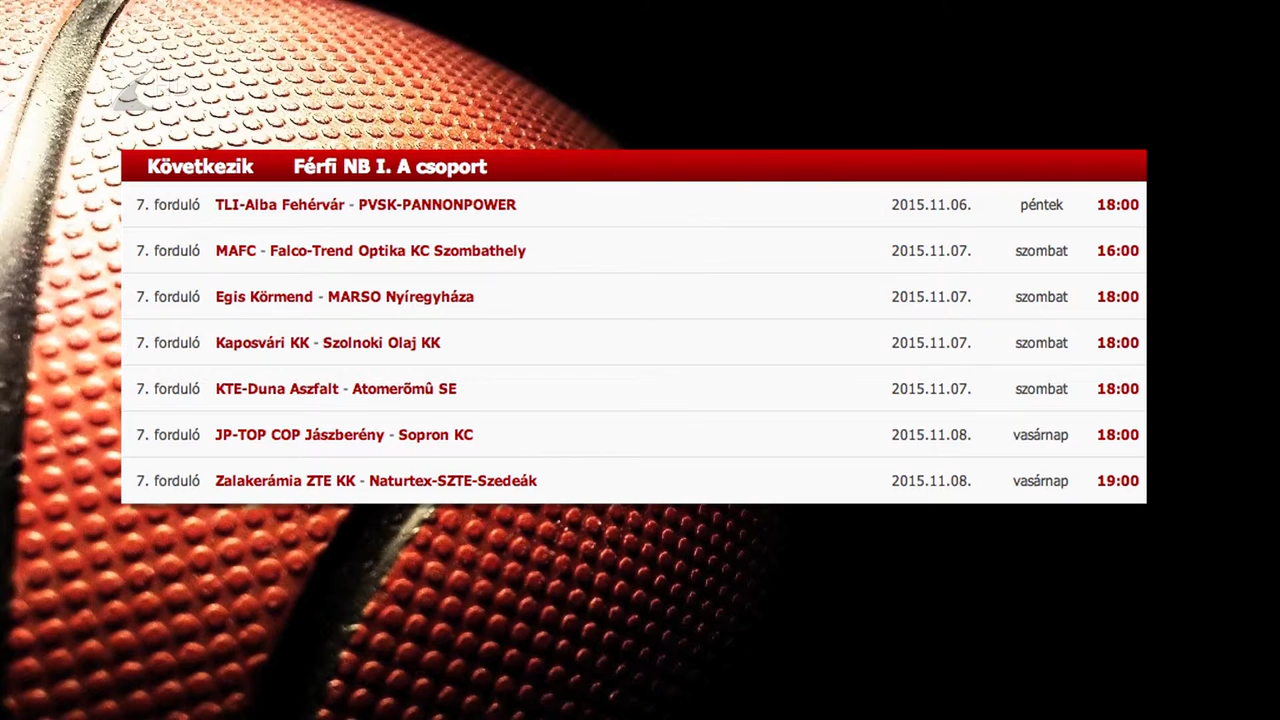 Következik Férfi NB I. A csoport
7. forduló TLI-Alba Fehérvár - PVSK-PANNONPOWER 2015.11.06. péntek 18:00
7. forduló MAFC - Falco-Trend Optika KC Szombathely 2015.11.07. szombat 16:00
7. forduló Egis Körmend - MARSO Nyíregyháza 2015.11.07. szombat 18:00
7. forduló Kaposvári KK - Szolnoki Olaj KK 2015.11.07. szombat 18:00
7. forduló KTE-Duna Aszfalt - Atomerõmû SE 2015.11.07. szombat 18:00
7. forduló JP-TOP COP Jászberény - Sopron KC 2015.11.08. vasárnap 18:00
7. forduló Zalakerámia ZTE KK - Naturtex-SZTE-Szedeák 2015.11.08. vasárnap 19:00